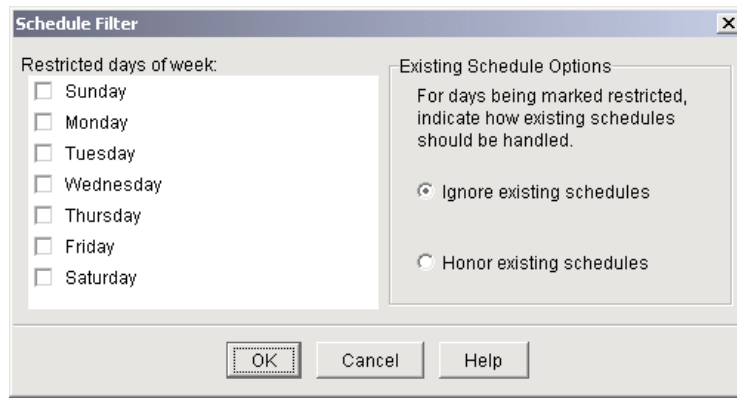 Schedule Filter
Restricted days of week:
Sunday
Monday
Tuesday
Wednesday
Thursday
Friday
Saturday
Existing Schedule Options
For days being marked restricted,
indicate how existing schedules
should be handled.
Ignore existing schedules
Honor existing schedules
OK
Cancel
Help